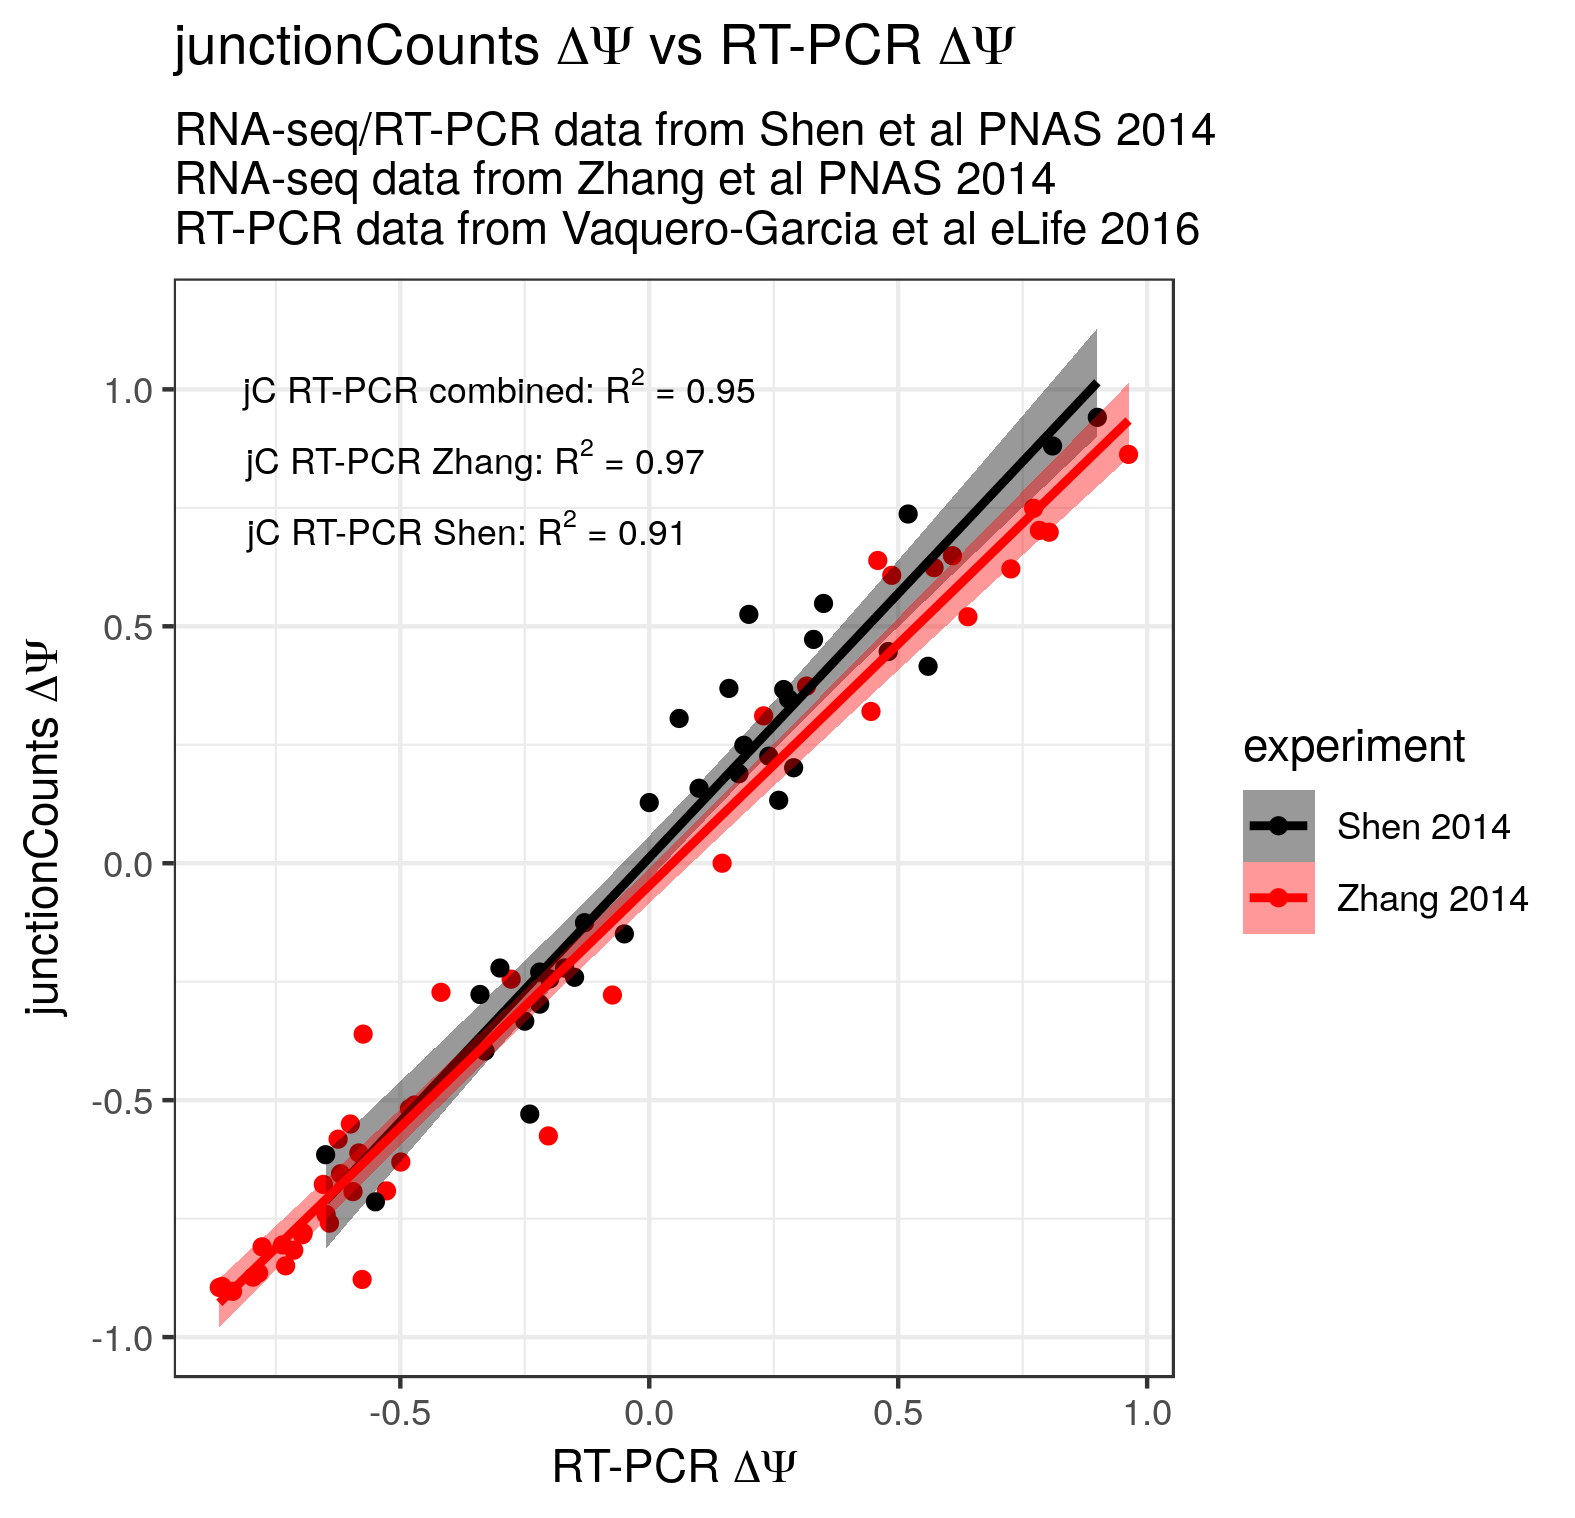 junctionCounts ΔΨ vs RT-PCR ΔΨ
RNA-seq/RT-PCR data from Shen et al PNAS 2014
RNA-seq data from Zhang et al PNAS 2014
RT-PCR data from Vaquero-Garcia et al eLife 2016
jC RT-PCR combined: R² = 0.95
jC RT-PCR Zhang: R² = 0.97
jC RT-PCR Shen: R² = 0.91
1.0
0.5
0.0
-0.5
-1.0
junctionCounts ΔΨ
-0.5 0.0 0.5 1.0
RT-PCR ΔΨ
experiment
Shen 2014
Zhang 2014